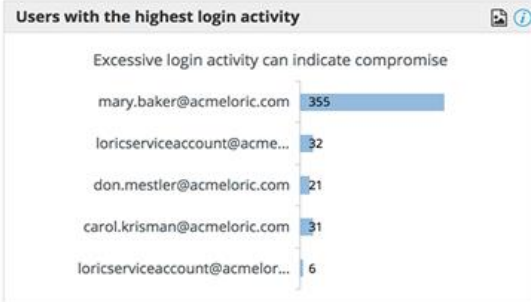 Users with the highest login activity
Excessive login activity can indicate compromise
mary.baker@acmeloric.com 355
loricserviceaccount@acme... 32
don.mestler@acmeloric.com 21
carol.krisman@acmeloric.com 31
loricserviceaccount@acmelor... 6